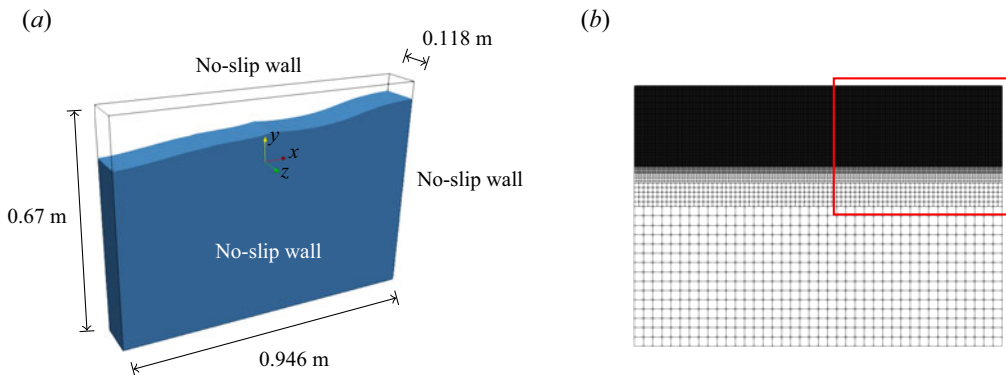 (a)
0.118 m
No-slip wall
y
x
z
No-slip wall
0.67 m
No-slip wall
0.946 m
(b)